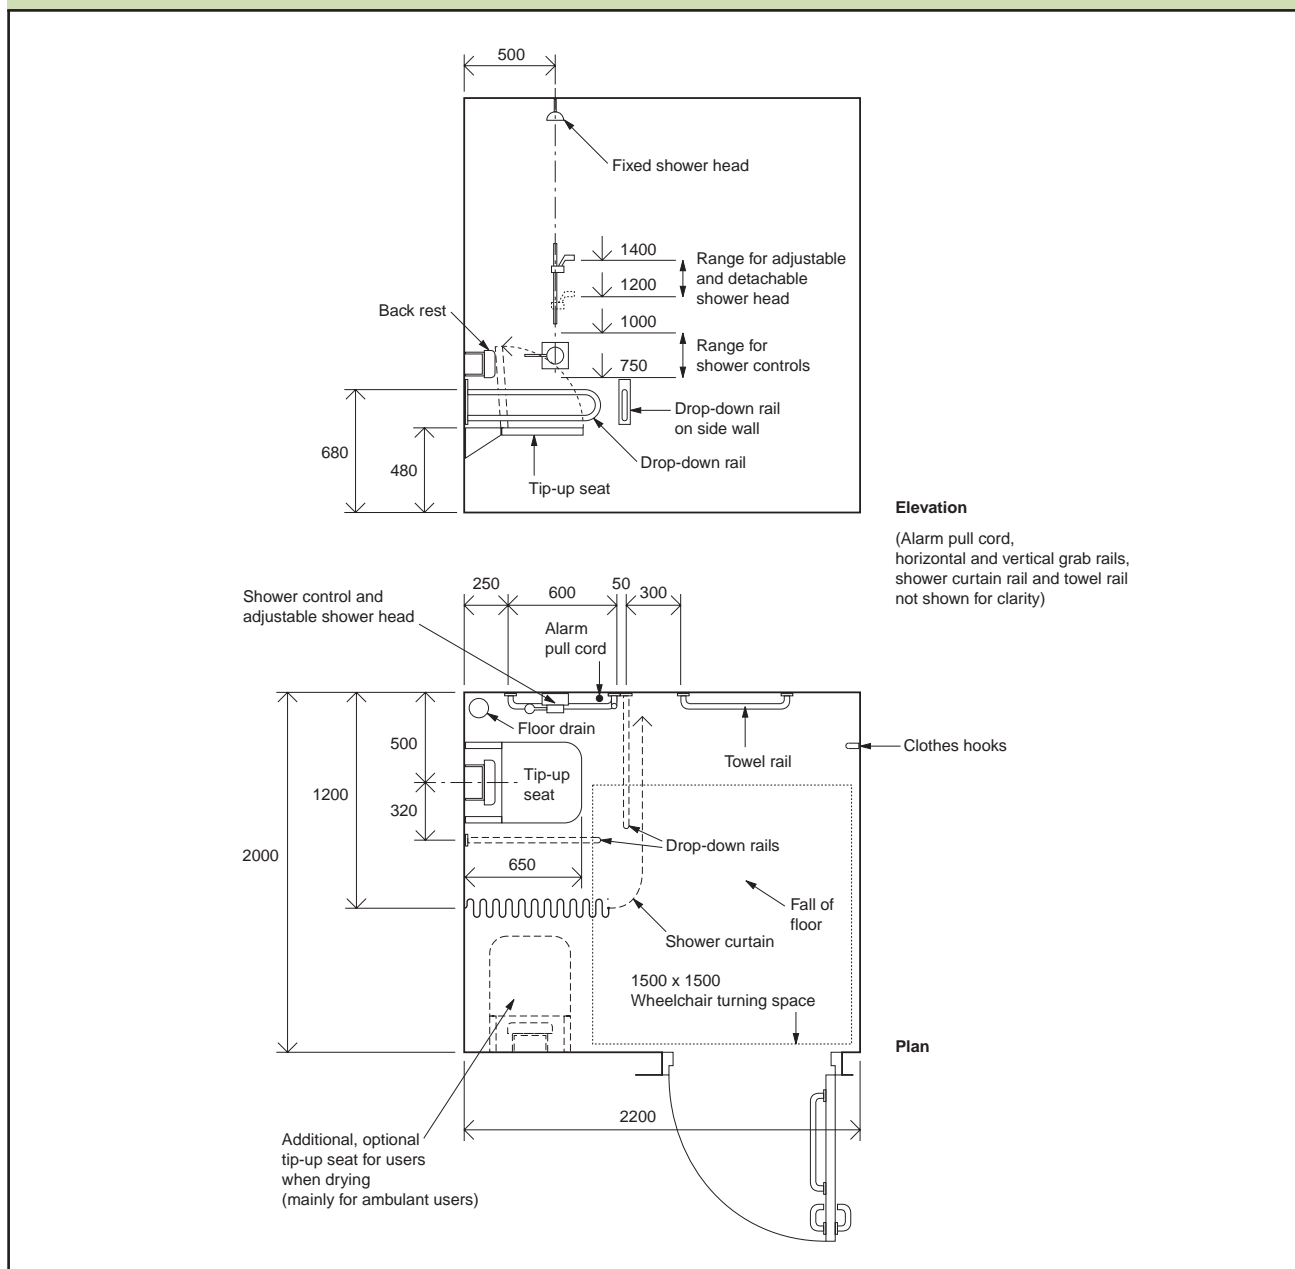 500
Fixed shower head
1400
Range for adjustable
and detachable
shower head
1200
Back rest
1000
Range for
shower controls
750
Drop-down rail
on side wall
680
480
Drop-down rail
Tip-up seat
Elevation
(Alarm pull cord,
horizontal and vertical grab rails,
shower curtain rail and towel rail
not shown for clarity)
250
600
50
300
Shower control and
adjustable shower head
Alarm
pull cord
Floor drain
Towel rail
Clothes hooks
500
Tip-up
seat
1200
320
Drop-down rails
2000
650
Fall of
floor
Shower curtain
1500 x 1500
Wheelchair turning space
Plan
2200
Additional, optional
tip-up seat for users
when drying
(mainly for ambulant users)